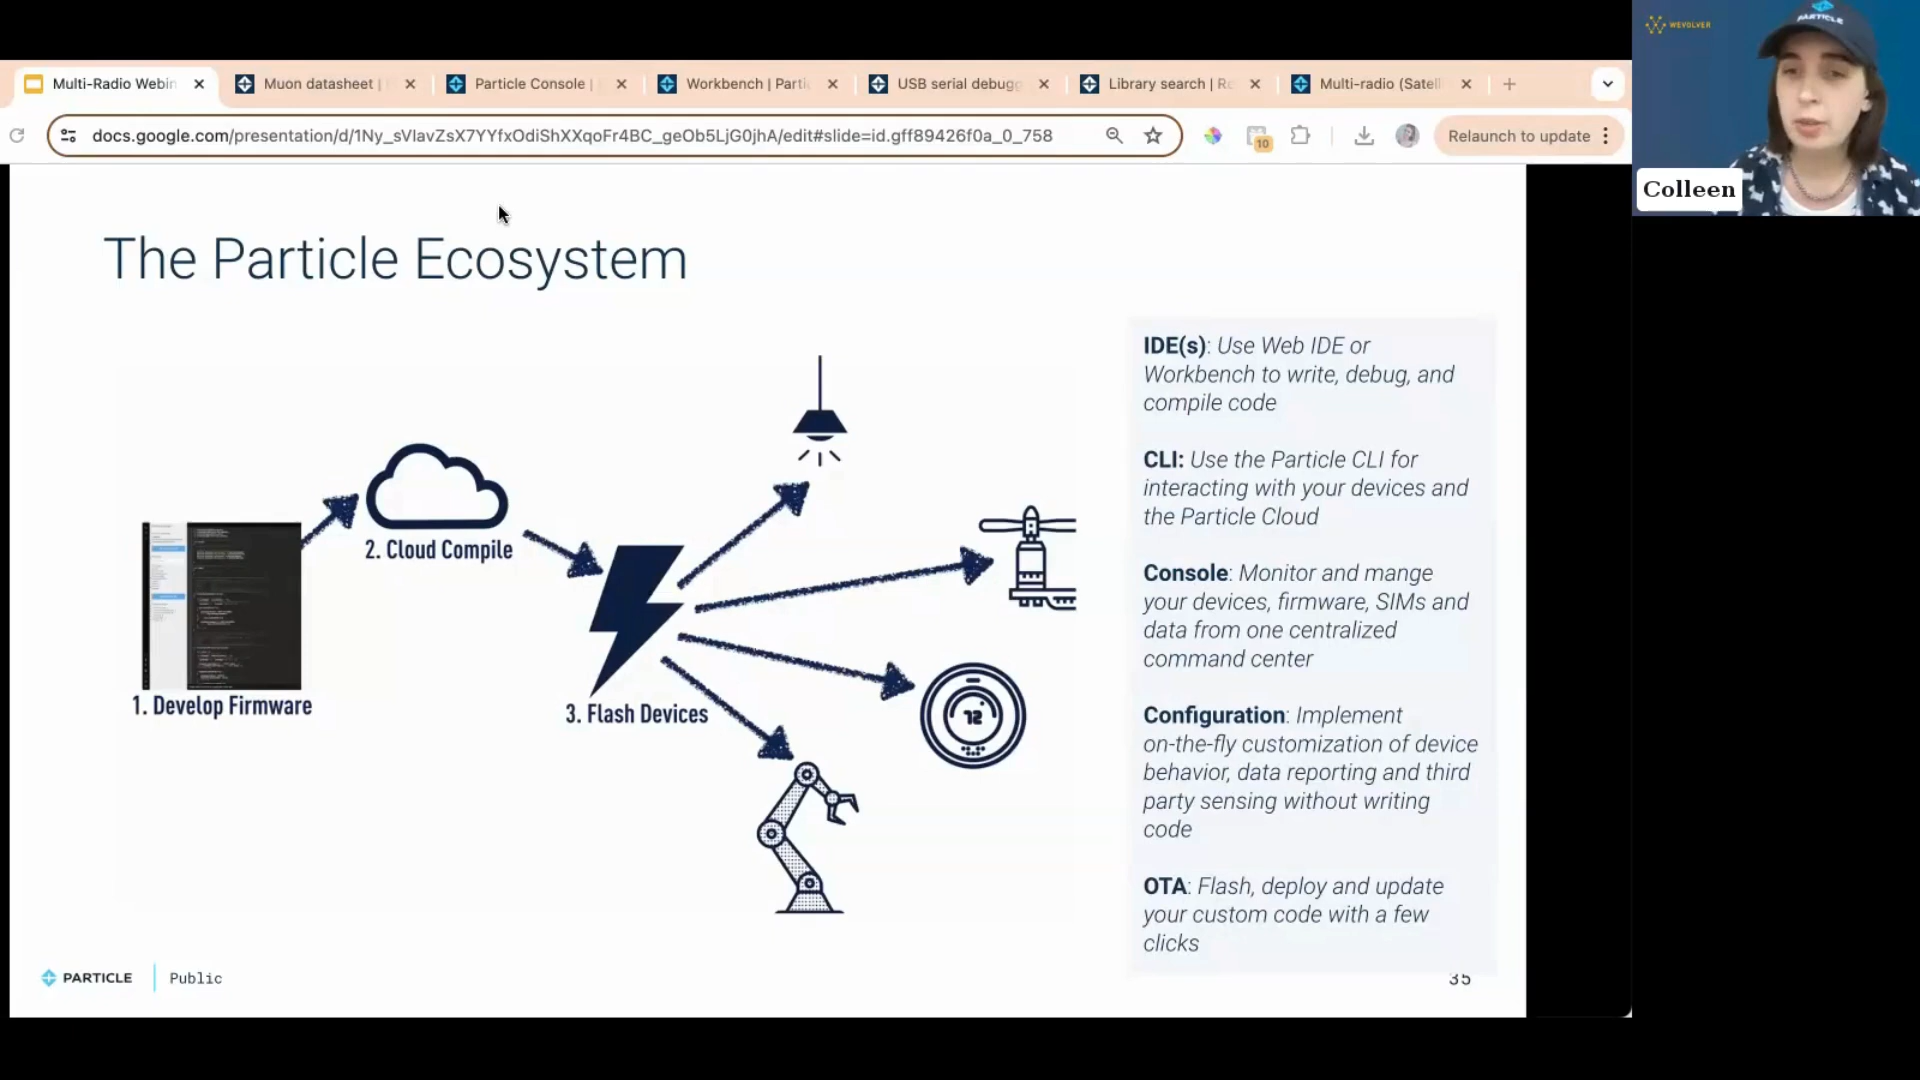 Multi-Radio Webin
Muon datasheet |
Particle Console |
Workbench | Parti
USB serial debugg
Library search | Re
Multi-radio (Satell
docs.google.com/presentation/d/1Ny_sVlavZsX7YYfxOdiShXXqoFr4BC_geOb5LjG0jhA/edit#slide=id.gff89426f0a_0_758
10
Relaunch to update
WEVOLVER
PARTICLE
Colleen
The Particle Ecosystem
1. Develop Firmware
2. Cloud Compile
3. Flash Devices
72
IDE(s): Use Web IDE or
Workbench to write, debug, and
compile code
CLI: Use the Particle CLI for
interacting with your devices and
the Particle Cloud
Console: Monitor and mange
your devices, firmware, SIMs and
data from one centralized
command center
Configuration: Implement
on-the-fly customization of device
behavior, data reporting and third
party sensing without writing
code
OTA: Flash, deploy and update
your custom code with a few
clicks
PARTICLE
Public
35